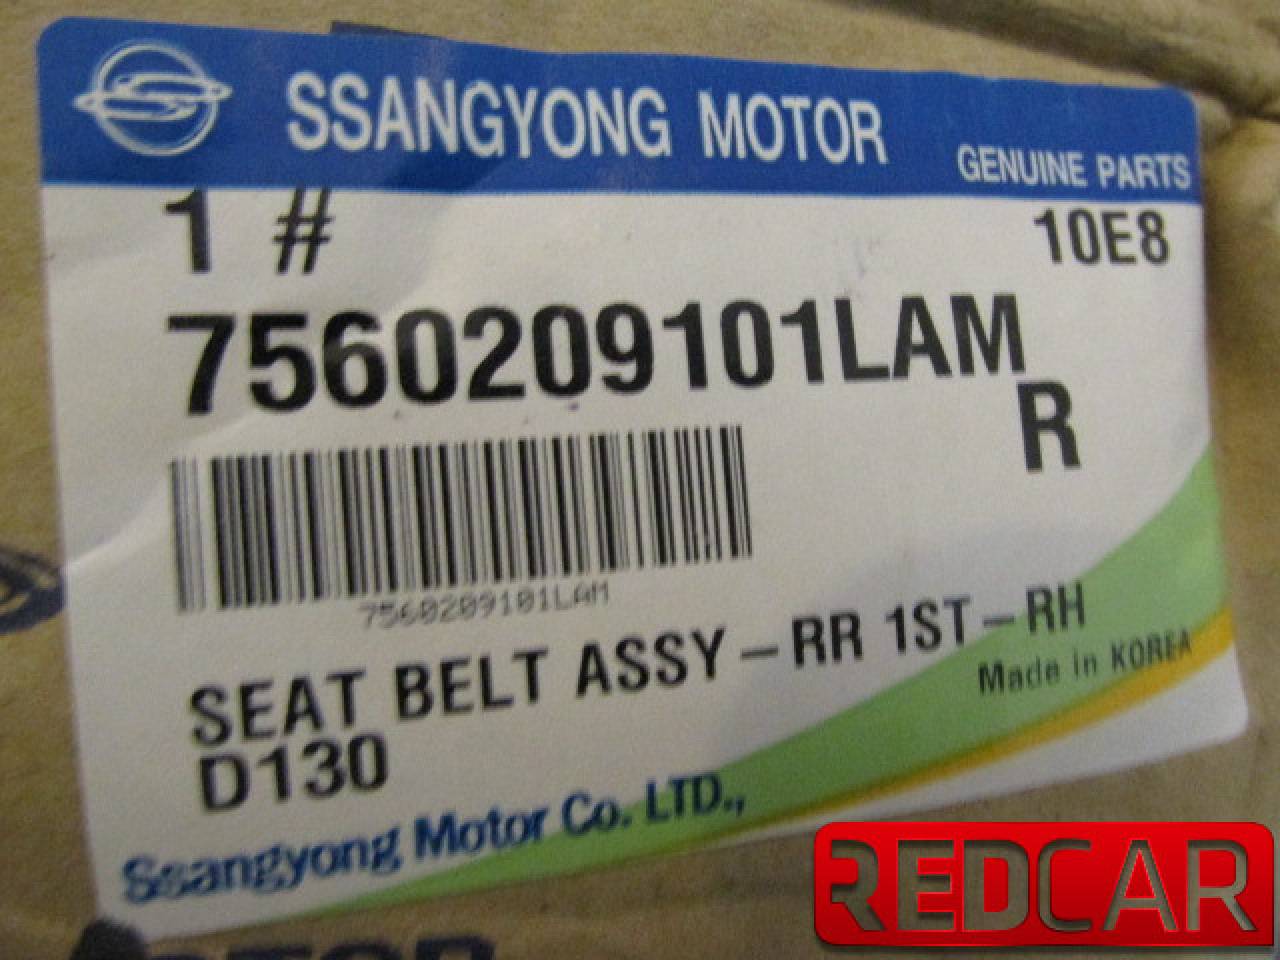 SSANGYONG MOTOR
GENUINE PARTS
1 #
10E8
7560209101LAM
R
7560209101LAM
SEAT BELT ASSY-RR 1ST-RH
Made in KOREA
D130
Ssangyong Motor Co. LTD.,
REDCAR